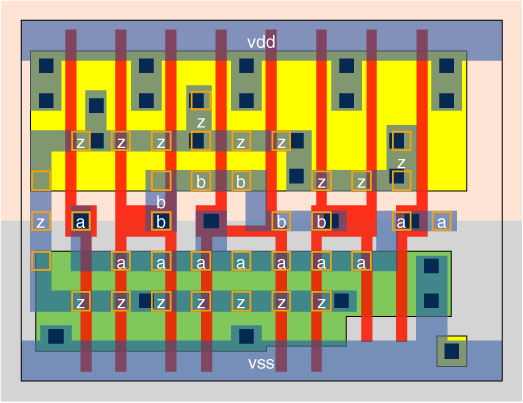 vdd
z
z z z z z z
z
b b z z
b
z a b b b a a
a a a a a a a
z z z z z z
vss